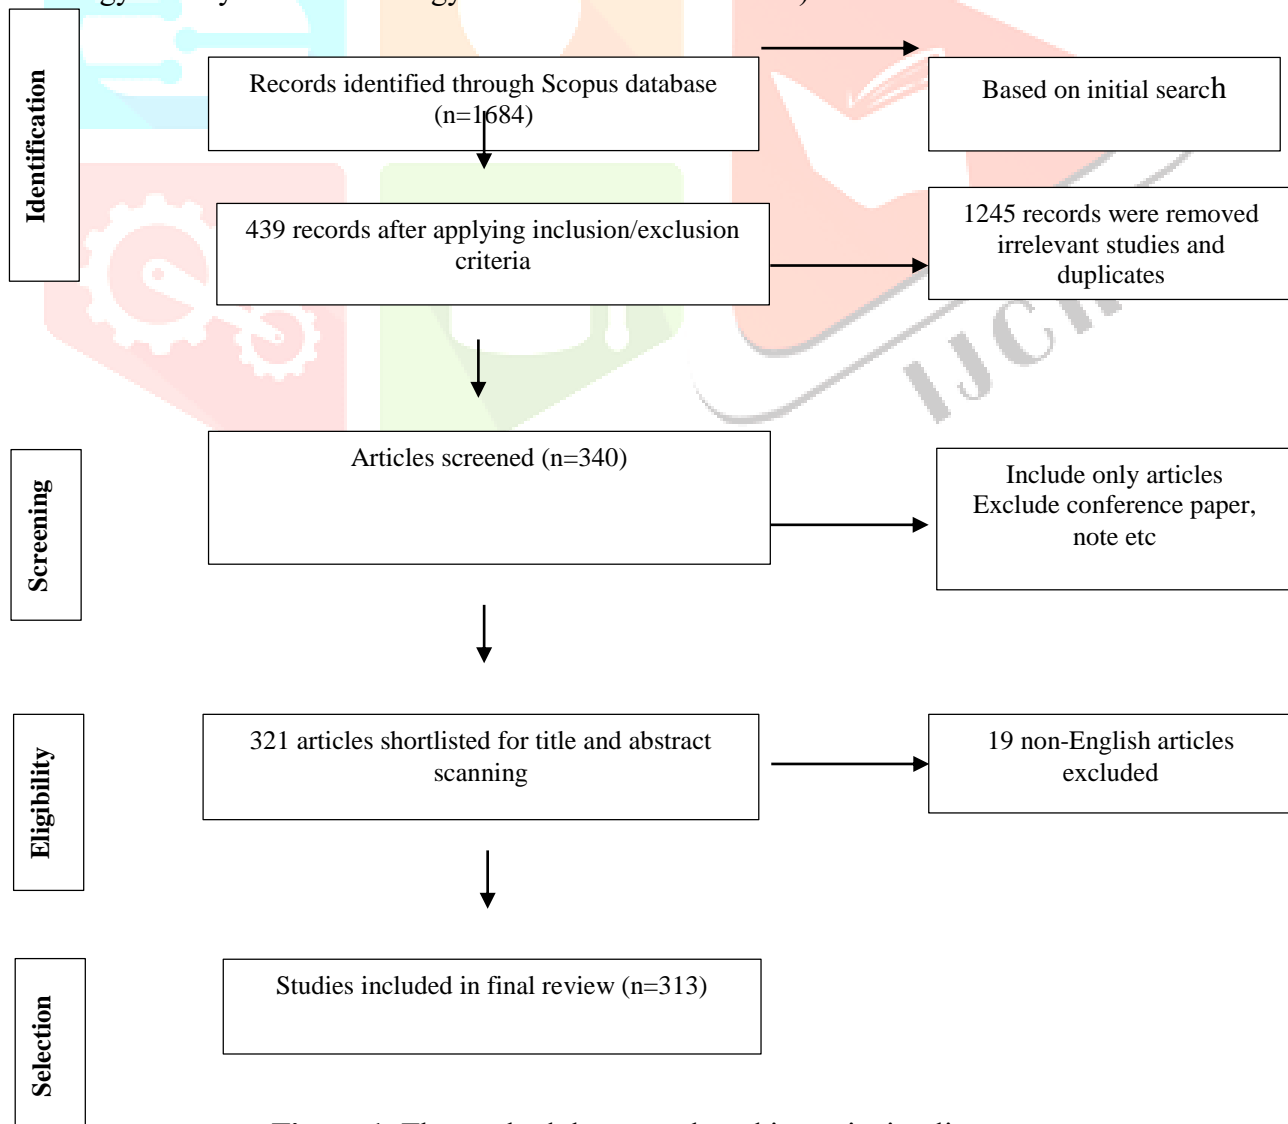 Identification
Records identified through Scopus database
(n=1684)
Based on initial search
439 records after applying inclusion/exclusion
criteria
1245 records were removed
irrelevant studies and
duplicates
Screening
Articles screened (n=340)
Include only articles
Exclude conference paper,
note etc
Eligibility
321 articles shortlisted for title and abstract
scanning
19 non-English articles
excluded
Selection
Studies included in final review (n=313)